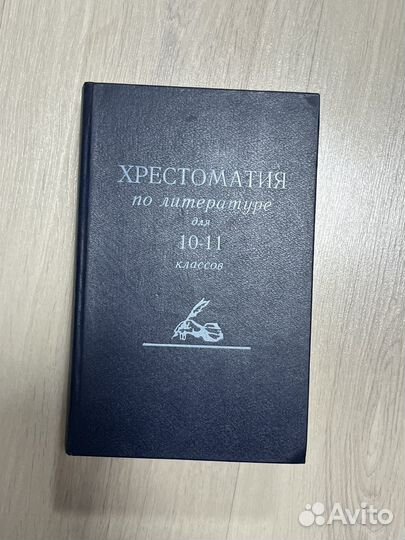 ХРЕСТОМАТИЯ
по литературе
для
10-11
классов
Avito